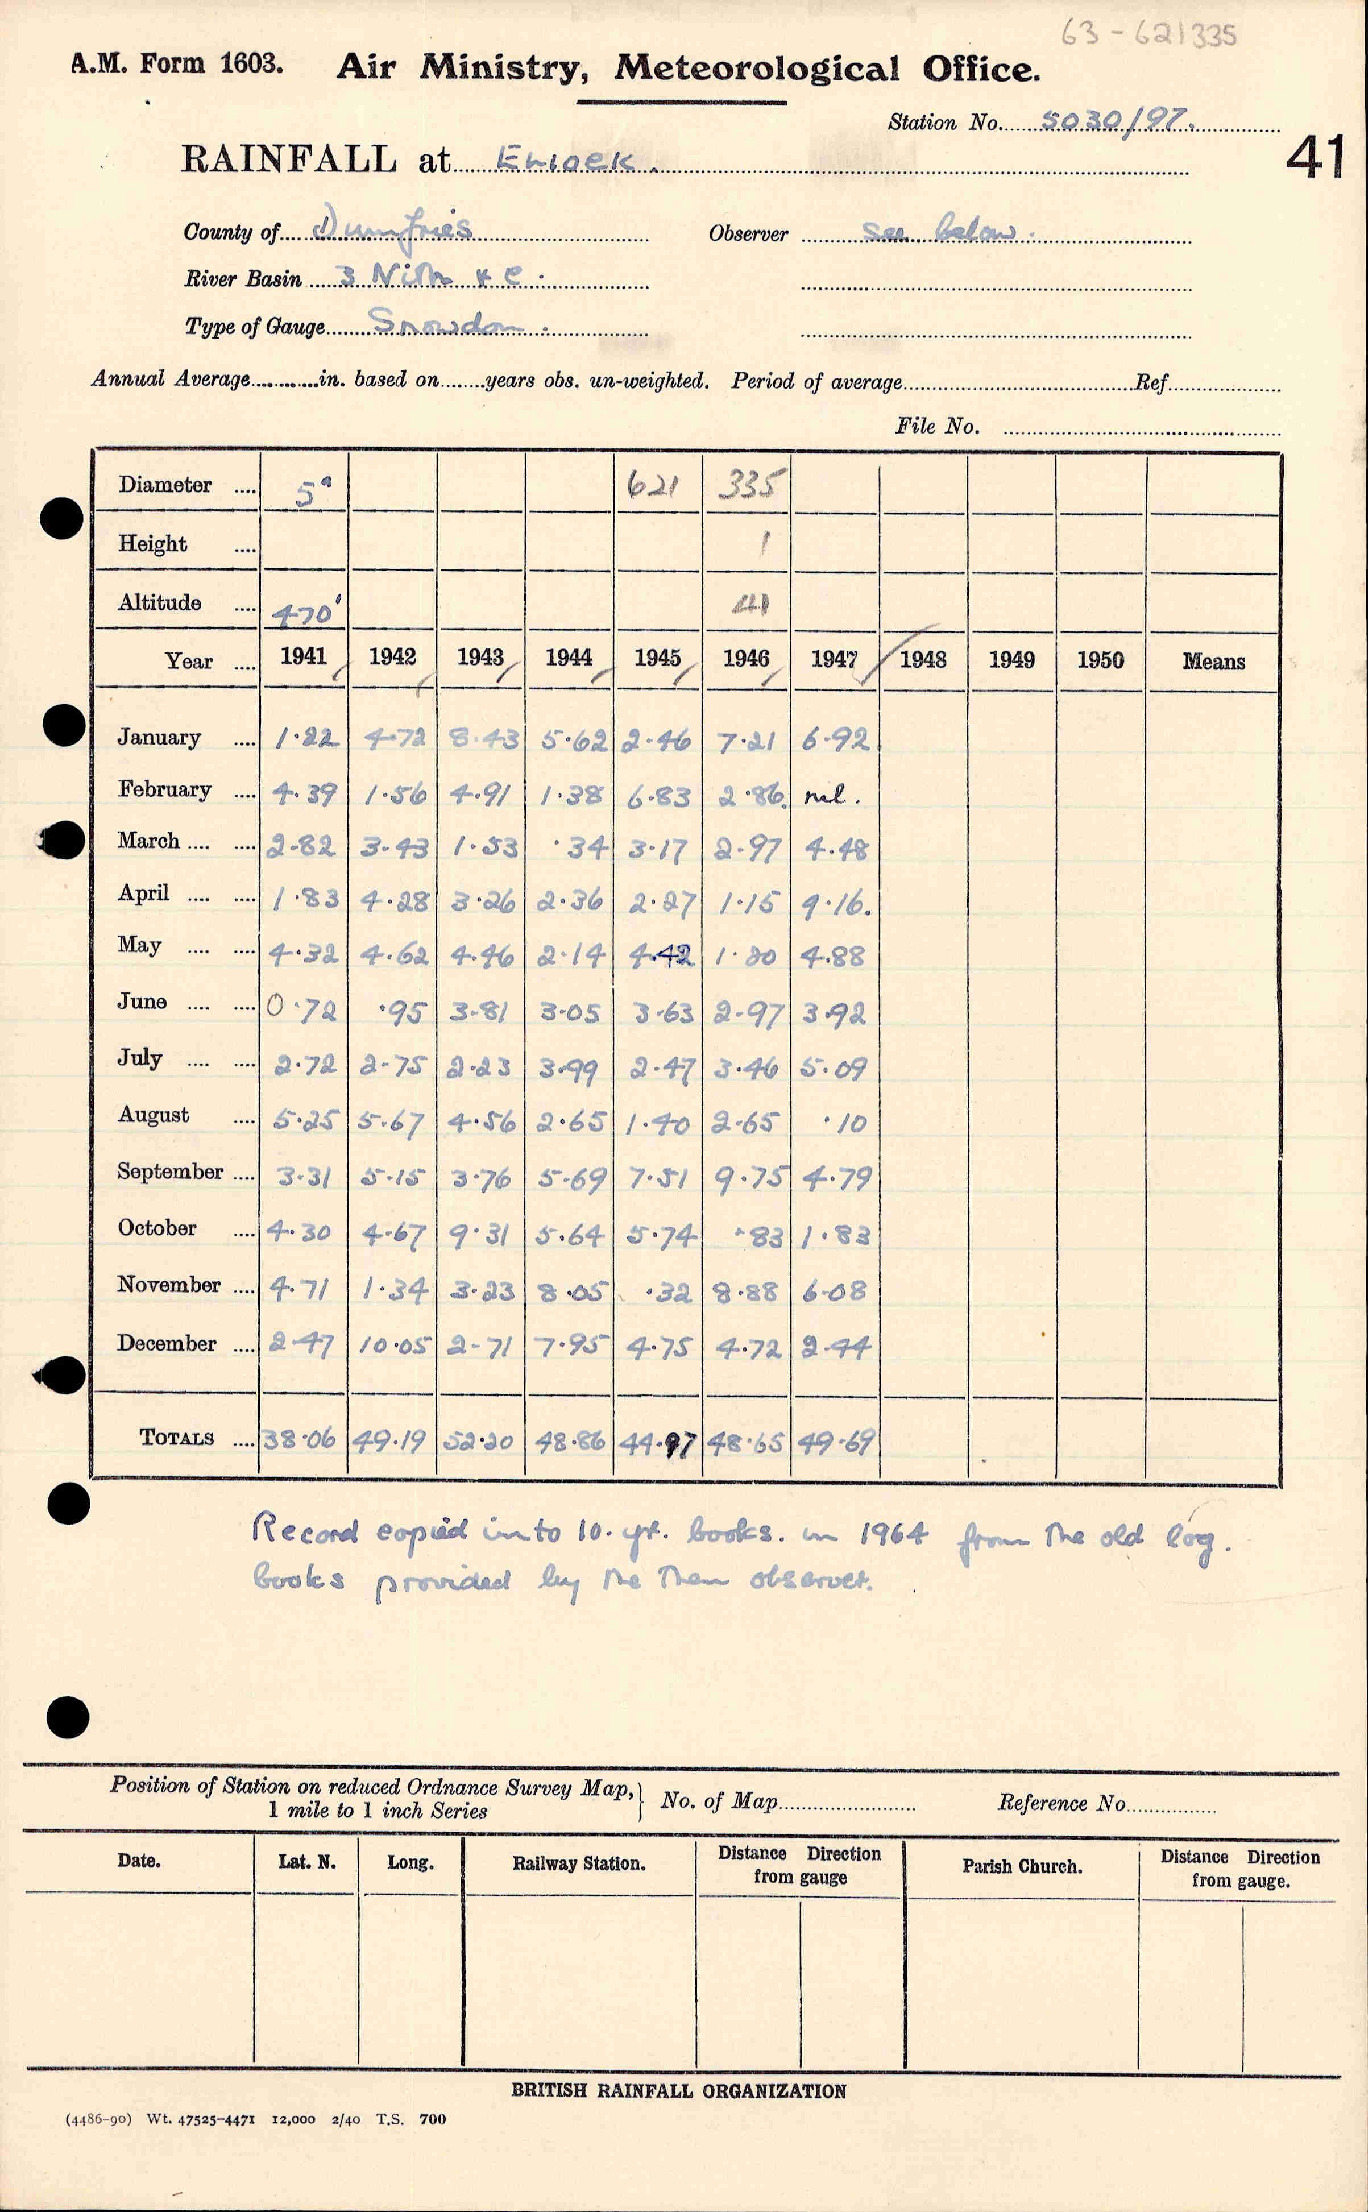 63 - 621335
A.M. Form 1603. Air Ministry, Meteorological Office.
Station No. 5030/97.
41
RAINFALL at Eliock.
County of Dumfries Observer See below.
River Basin 3 Nith &c.
Type of Gauge Snowdon.
Annual Average in. based on years obs. un-weighted. Period of average Ref
File No.
Diameter 5" 621 335
Height 1
Altitude 470' 41
Year 1941 1942 1943 1944 1945 1946 1947 1948 1949 1950 Means
January 1.22 4.72 8.43 5.62 2.46 7.21 6.92
February 4.39 1.56 4.91 1.38 6.83 2.86 nil.
March 2.82 3.43 1.53 .34 3.17 2.97 4.48
April 1.83 4.28 3.26 2.36 2.27 1.15 9.16.
May 4.32 4.62 4.46 2.14 4.42 1.20 4.88
June 0.72 .95 3.81 3.05 3.63 2.97 3.92
July 2.72 2.75 2.23 3.99 2.47 3.46 5.09
August 5.25 5.67 4.56 2.65 1.40 2.65 .10
September 3.31 5.15 3.76 5.69 7.51 9.75 4.79
October 4.30 4.67 9.31 5.64 5.74 .83 1.83
November 4.71 1.34 3.23 8.05 .32 8.88 6.08
December 2.47 10.05 2.71 7.95 4.75 4.72 2.44
TOTALS 38.06 49.19 52.20 48.86 44.97 48.65 49.69
Record copied into 10. yr. books. in 1964 from the old log.
books provided by the then observer.
Position of Station on reduced Ordnance Survey Map, } No. of Map Reference No.
1 mile to 1 inch Series
Date. Lat. N. Long. Railway Station. Distance Direction from gauge Parish Church. Distance Direction from gauge.
BRITISH RAINFALL ORGANIZATION
(4486-90) Wt. 47525-4471 12,000 2/40 T.S. 700